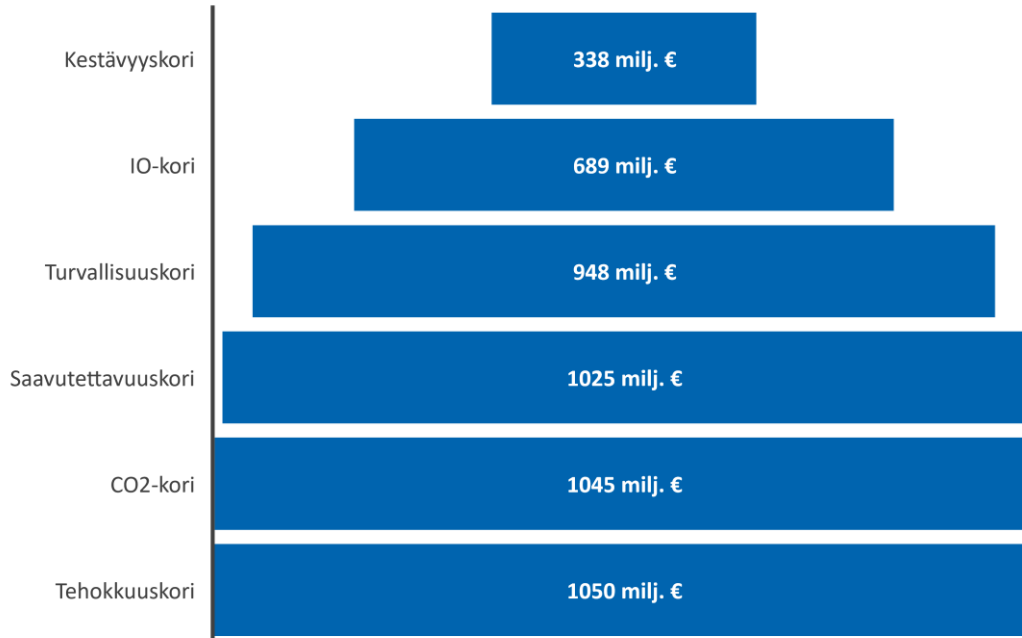 Kestävyyskori
338 milj. €
IO-kori
689 milj. €
Turvallisuuskori
948 milj. €
Saavutettavuuskori
1025 milj. €
CO2-kori
1045 milj. €
Tehokkuuskori
1050 milj. €